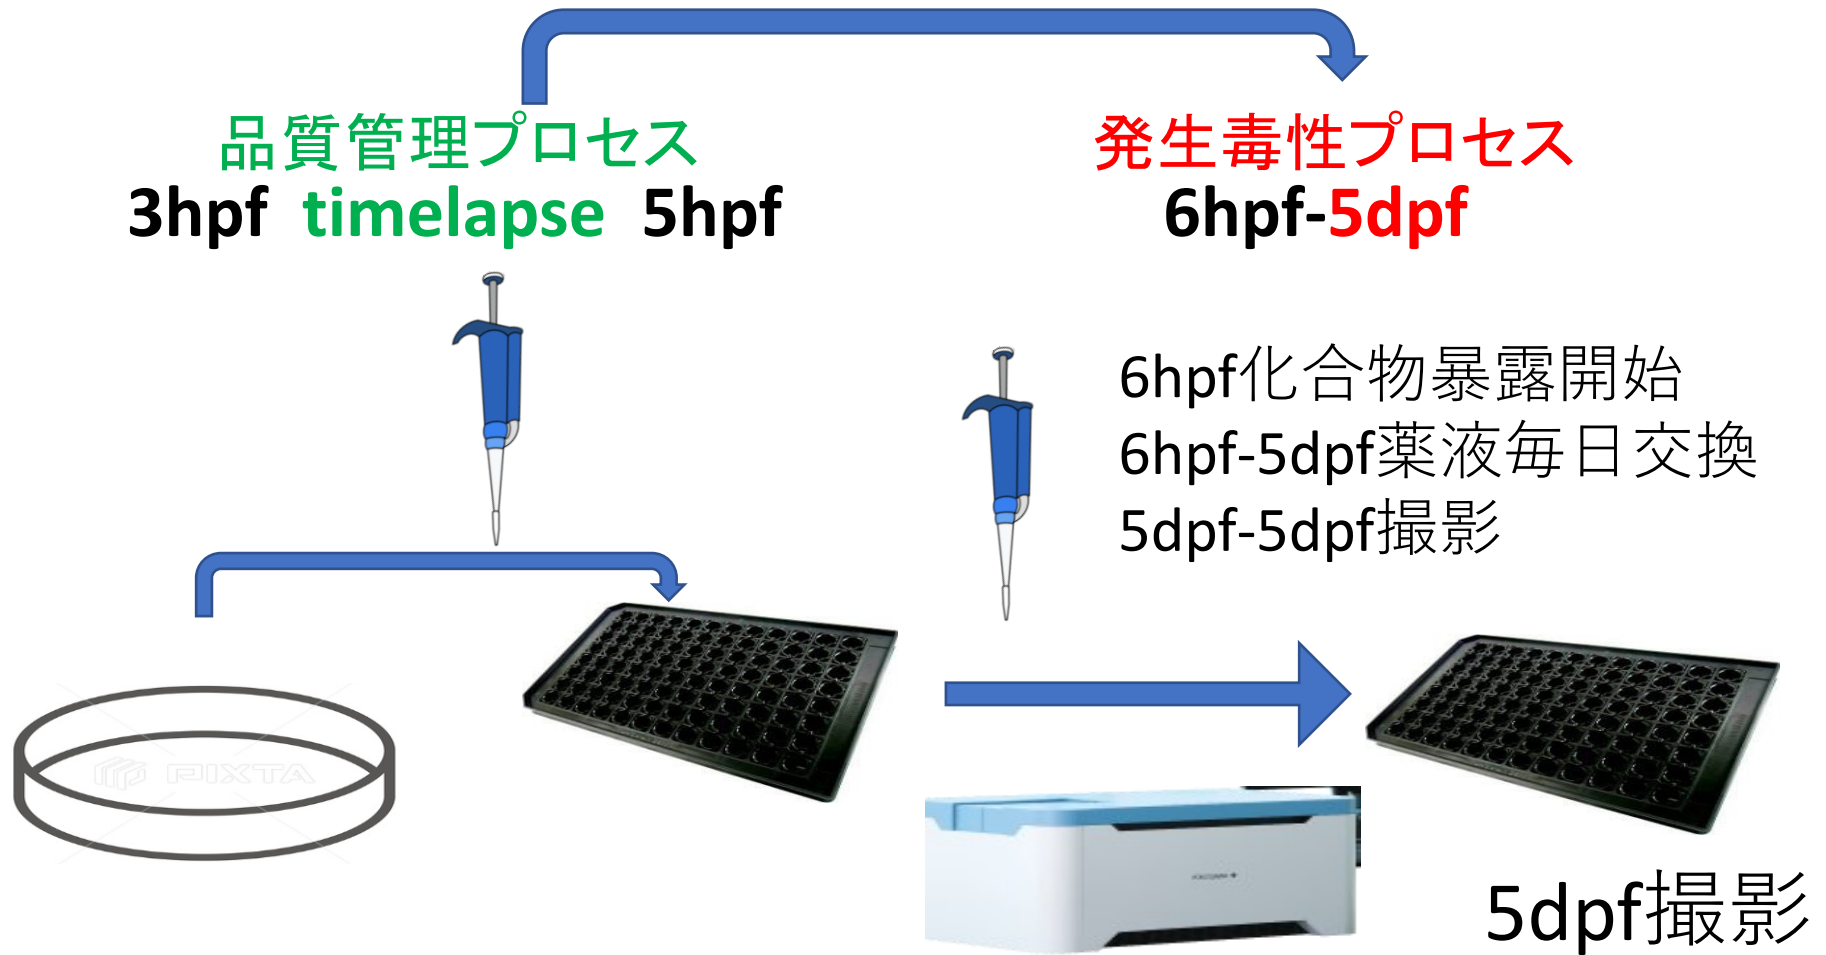 品質管理プロセス
3hpf timelapse 5hpf
発生毒性プロセス
6hpf-5dpf
6hpf化合物暴露開始
6hpf-5dpf薬液毎日交換
5dpf-5dpf撮影
PIXTA
5dpf撮影